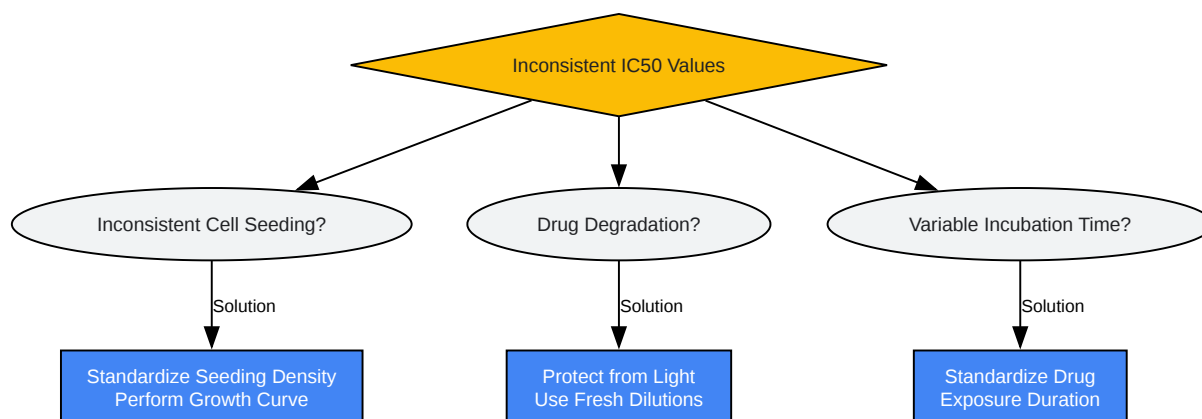 Inconsistent IC50 Values
Inconsistent Cell Seeding?
Drug Degradation?
Variable Incubation Time?
Solution
Solution
Solution
Standardize Seeding Density
Perform Growth Curve
Protect from Light
Use Fresh Dilutions
Standardize Drug
Exposure Duration